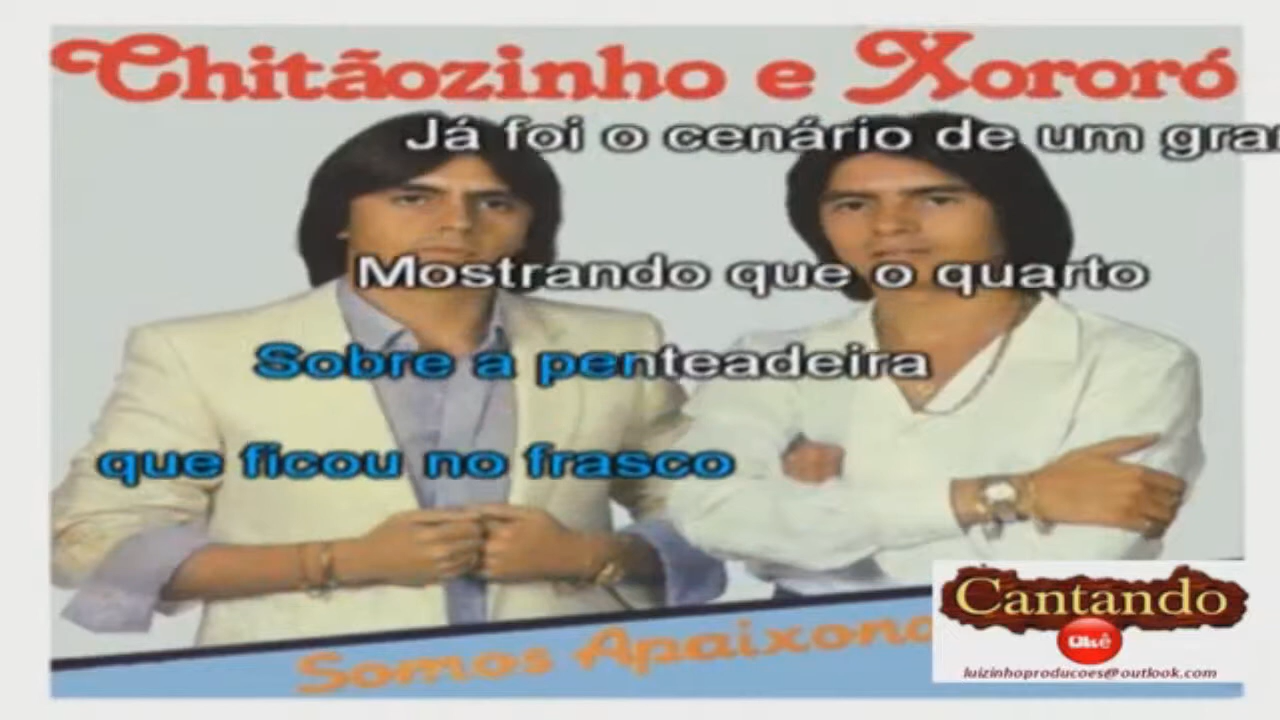 Chitãozinho e Xororó
Já foi o cenário de um gra
Mostrando que o quarto
Sobre a penteadeira
que ficou no frasco
Somos Apaixon
Cantando
Okê
luizinhoproducoes@outlook.com